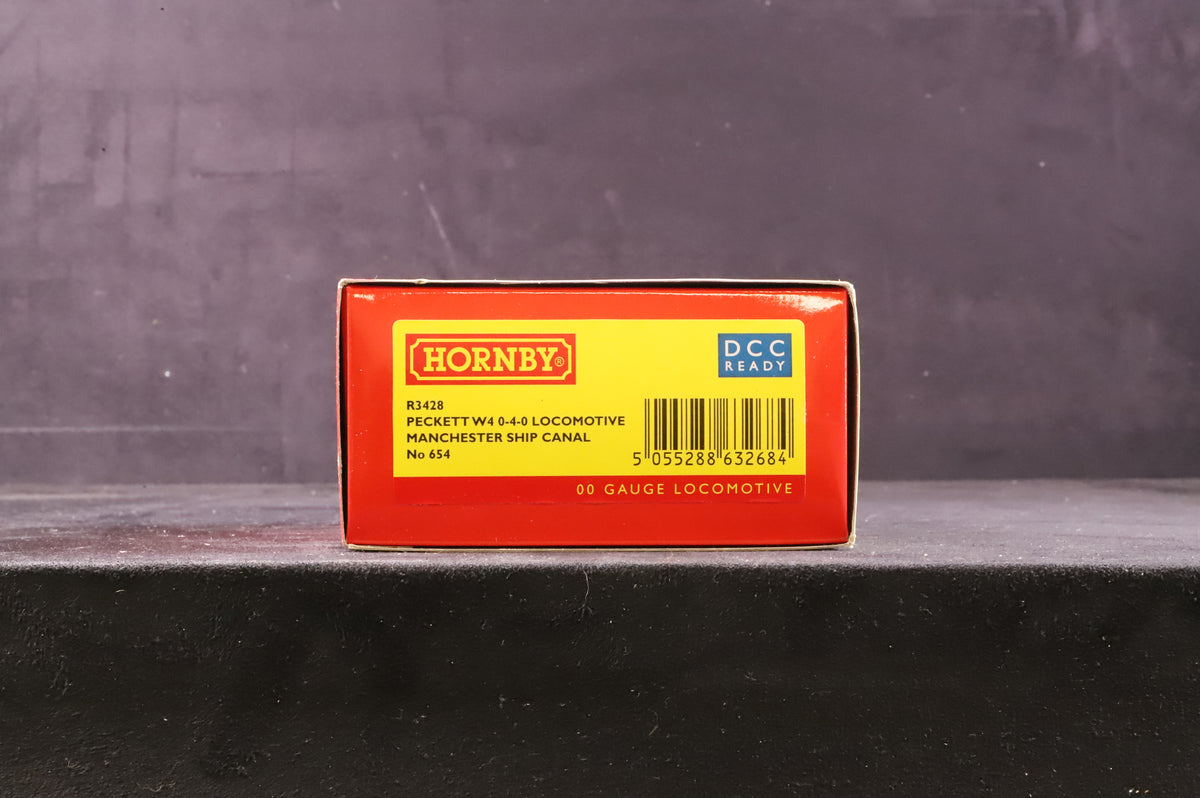 HORNBY®
DCC
READY
R3428
PECKETT W4 0-4-0 LOCOMOTIVE
MANCHESTER SHIP CANAL
No 654
5 055288 632684
00 GAUGE LOCOMOTIVE